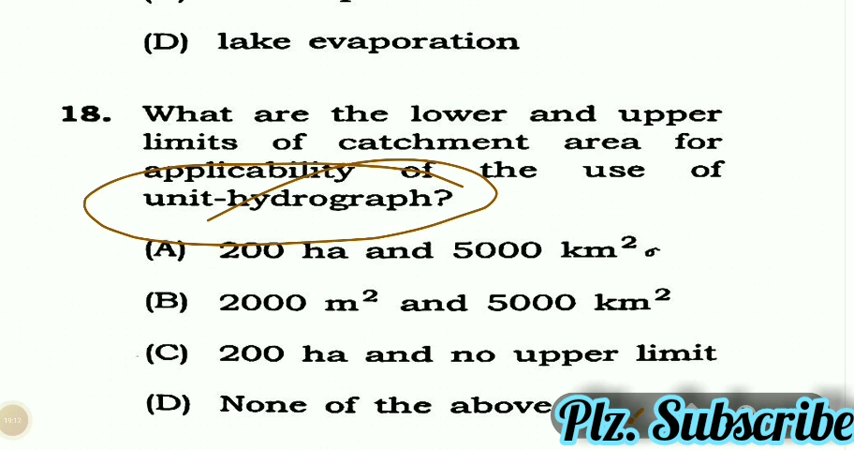 (D) lake evaporation
18. What are the lower and upper
limits of catchment area for
applicability of the use of
unit-hydrograph?
(A) 200 ha and 5000 km²
(B) 2000 m² and 5000 km²
(C) 200 ha and no upper limit
(D) None of the above
Plz. Subscribe
19:13